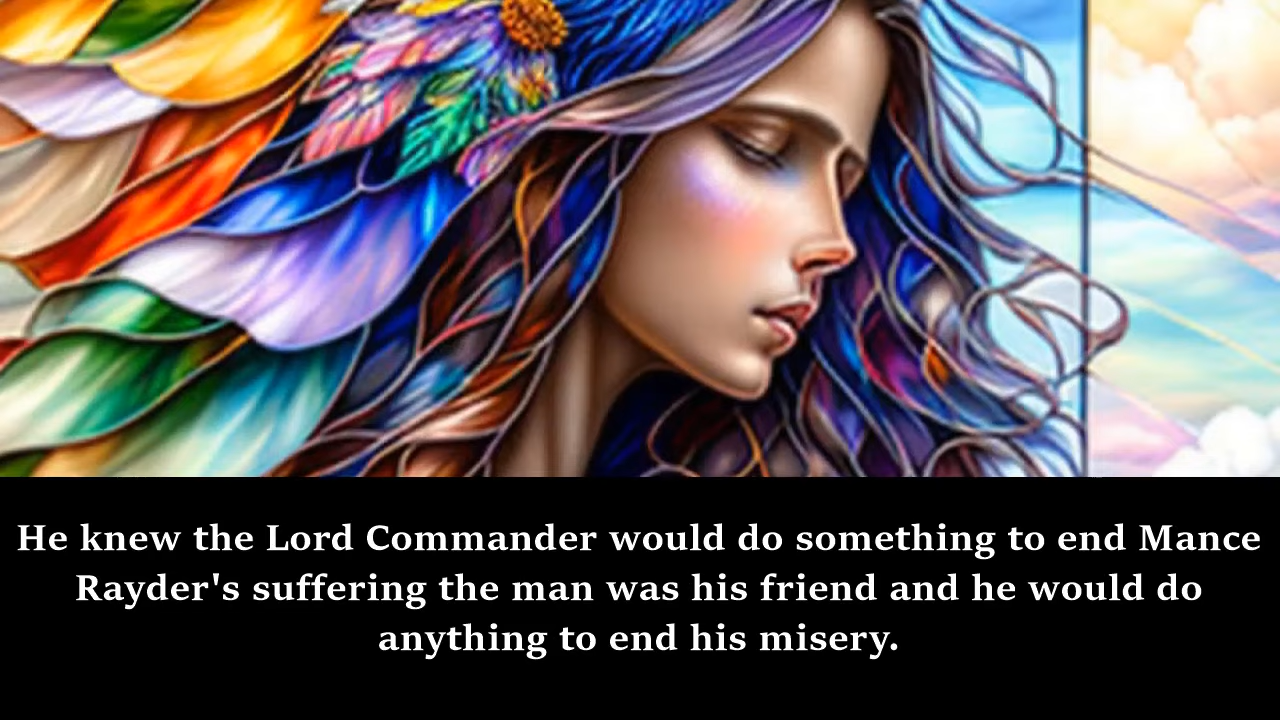 He knew the Lord Commander would do something to end Mance
Rayder's suffering the man was his friend and he would do
anything to end his misery.